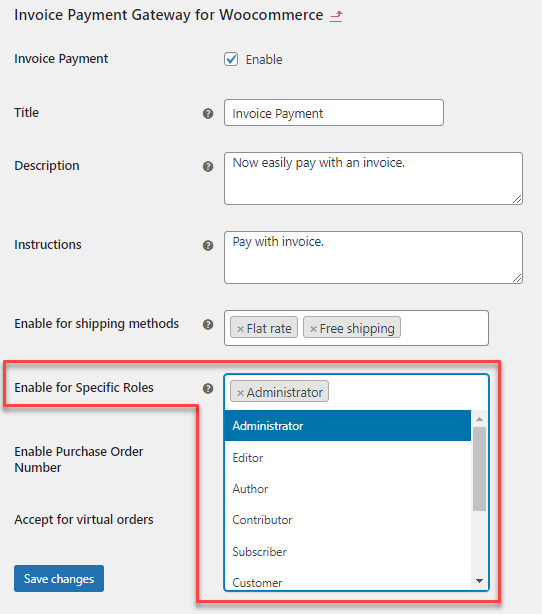 Invoice Payment Gateway for Woocommerce
Invoice Payment
Enable
Title
Invoice Payment
Description
Now easily pay with an invoice.
Instructions
Pay with invoice.
Enable for shipping methods
× Flat rate × Free shipping
Enable for Specific Roles
× Administrator
Administrator
Editor
Author
Contributor
Subscriber
Customer
Enable Purchase Order
Number
Accept for virtual orders
Save changes